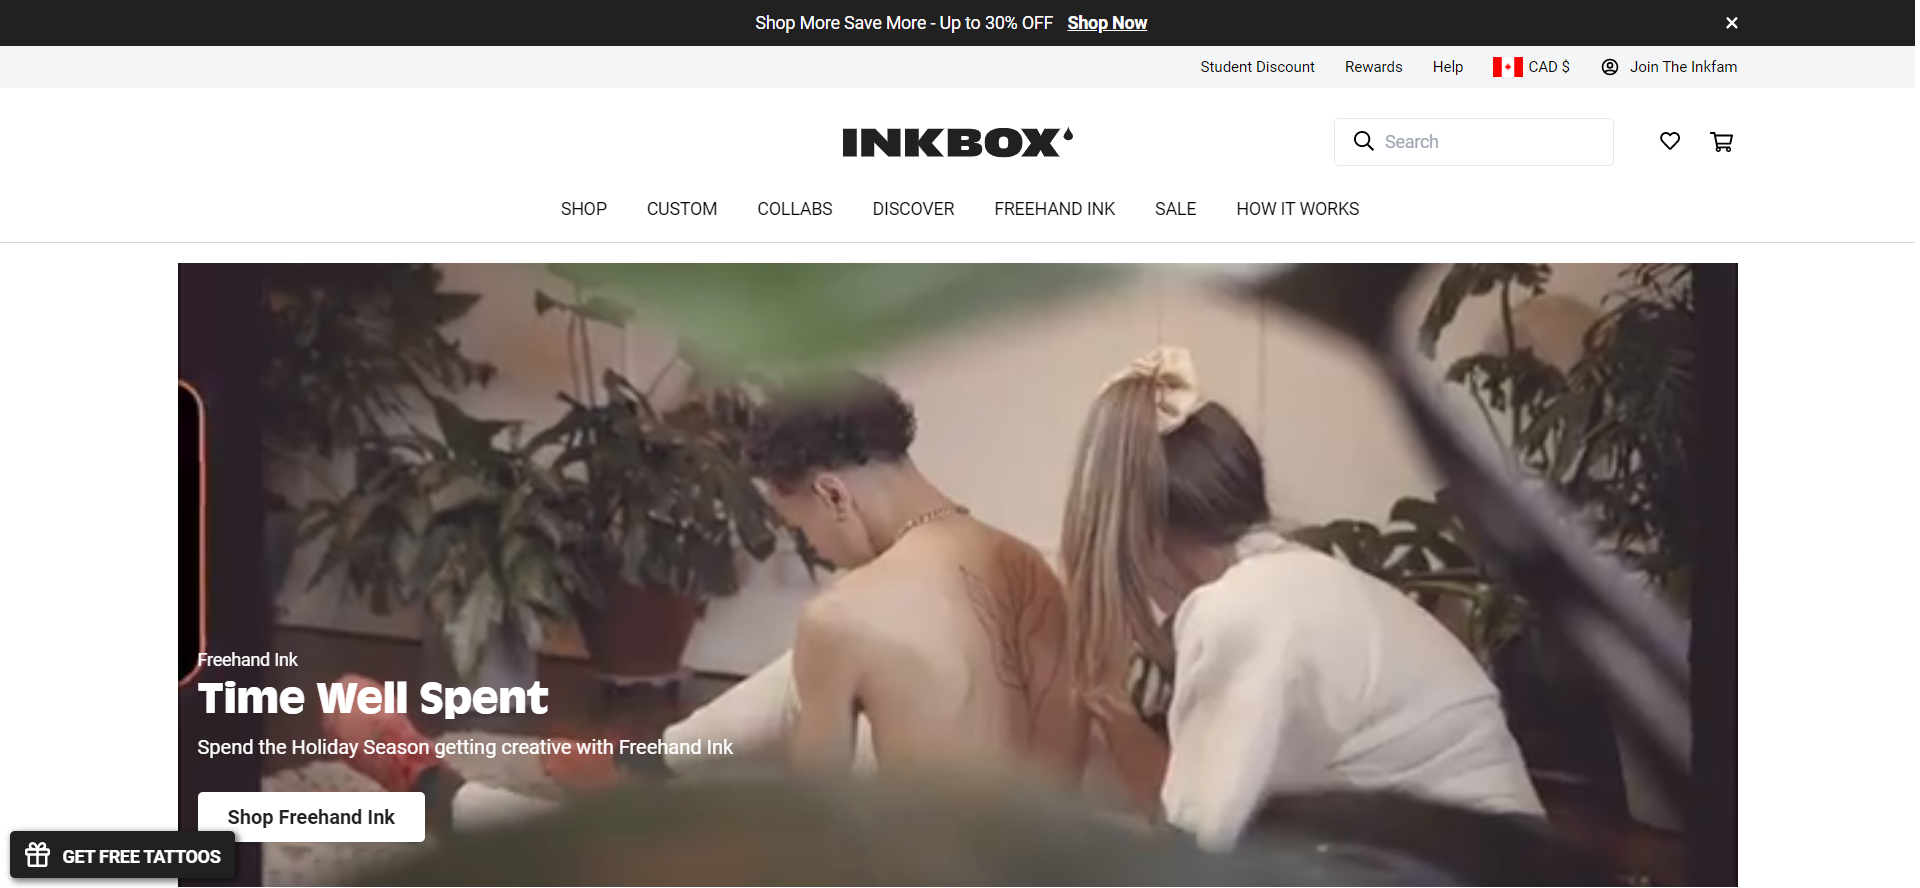 Shop More Save More - Up to 30% OFF Shop Now
Student Discount Rewards Help CAD $ Join The Inkfam
INKBOX
Search
SHOP CUSTOM COLLABS DISCOVER FREEHAND INK SALE HOW IT WORKS
Freehand Ink
Time Well Spent
Spend the Holiday Season getting creative with Freehand Ink
Shop Freehand Ink
GET FREE TATTOOS